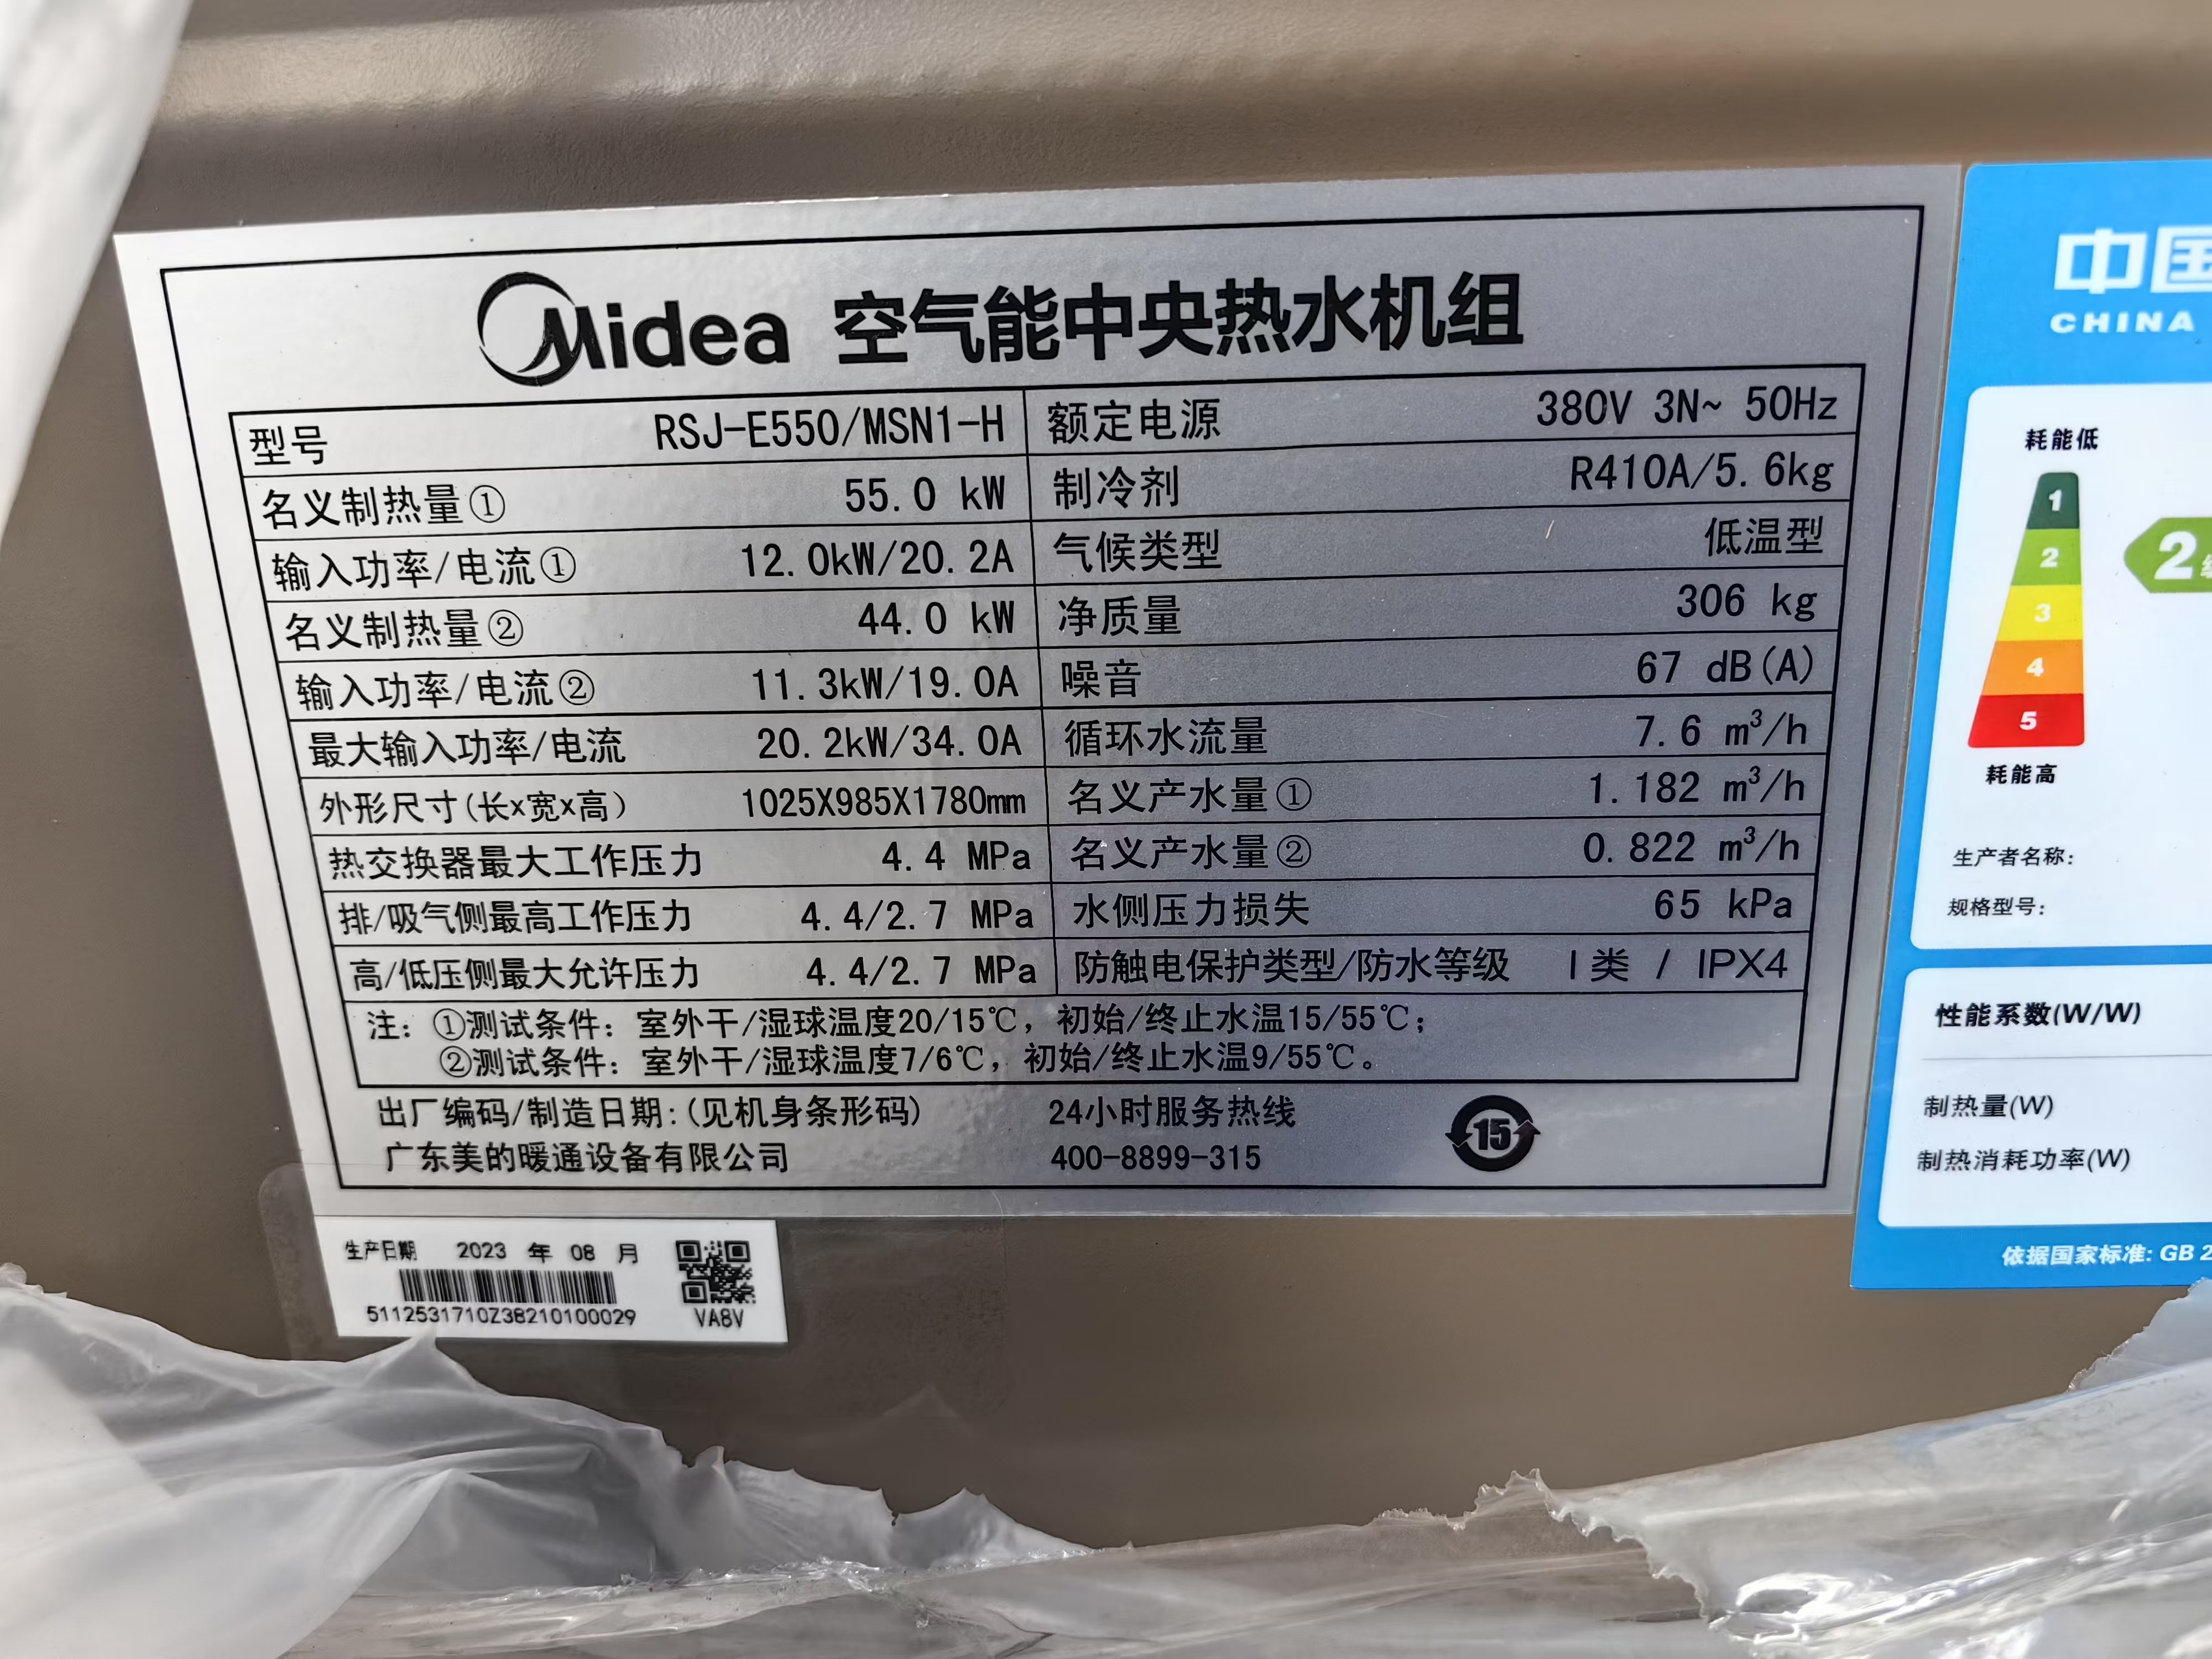 Midea 空气能中央热水机组
型号 RSJ-E550/MSN1-H 额定电源 380V 3N~ 50Hz
名义制热量① 55.0 kW 制冷剂 R410A/5.6kg
输入功率/电流① 12.0kW/20.2A 气候类型 低温型
名义制热量② 44.0 kW 净质量 306 kg
输入功率/电流② 11.3kW/19.0A 噪音 67 dB(A)
最大输入功率/电流 20.2kW/34.0A 循环水流量 7.6 m³/h
外形尺寸(长x宽x高) 1025X985X1780mm 名义产水量① 1.182 m³/h
热交换器最大工作压力 4.4 MPa 名义产水量② 0.822 m³/h
排/吸气侧最高工作压力 4.4/2.7 MPa 水侧压力损失 65 kPa
高/低压侧最大允许压力 4.4/2.7 MPa 防触电保护类型/防水等级 I类 / IPX4
注：①测试条件：室外干/湿球温度20/15℃，初始/终止水温15/55℃；
②测试条件：室外干/湿球温度7/6℃，初始/终止水温9/55℃。
出厂编码/制造日期:(见机身条形码) 24小时服务热线
广东美的暖通设备有限公司 400-8899-315
15
生产日期 2023 年 08 月
5112531710Z38210100029 VA8V
中国
CHINA
耗能低
1
2
2级
3
4
5
耗能高
生产者名称:
规格型号:
性能系数(W/W)
制热量(W)
制热消耗功率(W)
依据国家标准: GB 2